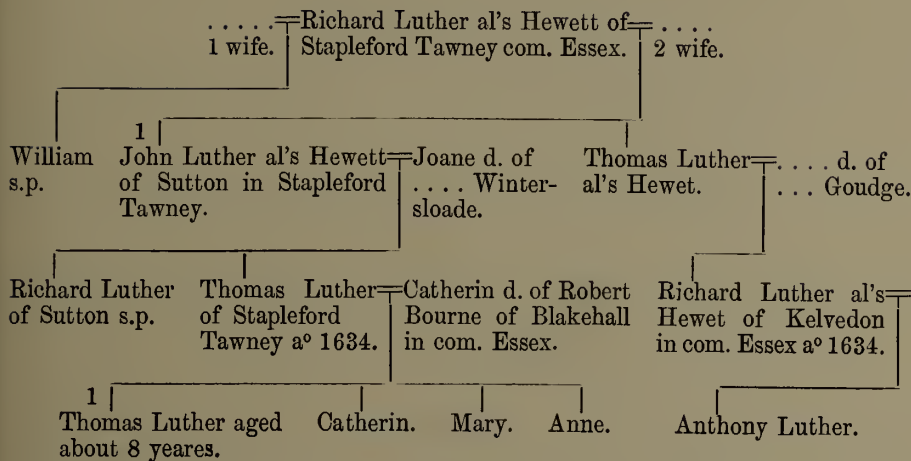 . . . . . ╤Richard Luther al's Hewett of╤ . . . .
1 wife. Stapleford Tawney com. Essex. 2 wife.
1
William John Luther al's Hewett╤Joane d. of Thomas Luther╤. . . . d. of
s.p. of Sutton in Stapleford . . . . Winter- al's Hewet. . . . Goudge.
Tawney. sloade.
Richard Luther Thomas Luther╤Catherin d. of Robert Richard Luther al's╤
of Sutton s.p. of Stapleford Bourne of Blakehall Hewet of Kelvedon
Tawney aº 1634. in com. Essex. in com. Essex aº 1634.
1
Thomas Luther aged Catherin. Mary. Anne. Anthony Luther.
about 8 yeares.